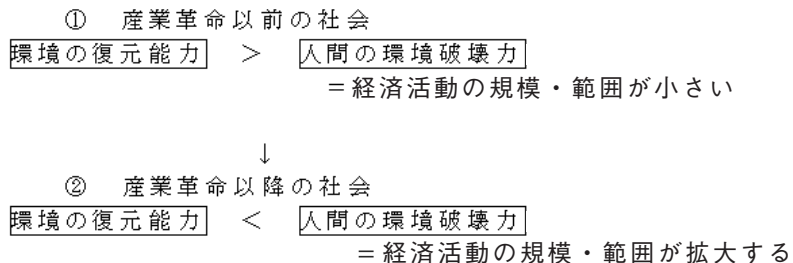 ① 産業革命以前の社会
環境の復元能力 > 人間の環境破壊力
=経済活動の規模・範囲が小さい
↓
② 産業革命以降の社会
環境の復元能力 < 人間の環境破壊力
=経済活動の規模・範囲が拡大する